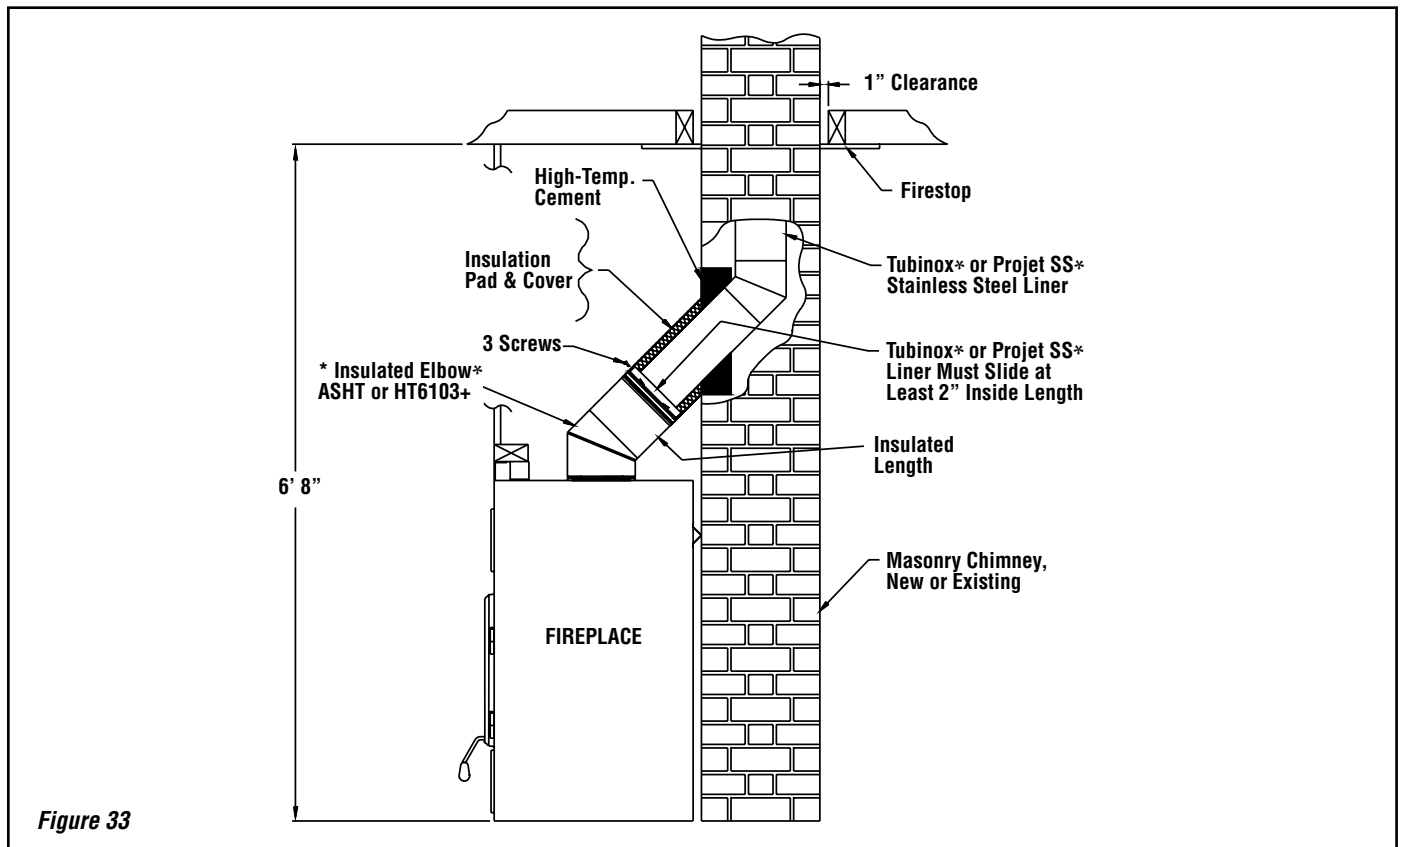 1” Clearance
High-Temp.
Cement
Firestop
Insulation
Pad & Cover
Tubinox* or Projet SS*
Stainless Steel Liner
3 Screws
Tubinox* or Projet SS*
Liner Must Slide at
Least 2” Inside Length
* Insulated Elbow*
ASHT or HT6103+
Insulated
Length
6’ 8”
Masonry Chimney,
New or Existing
FIREPLACE
Figure 33